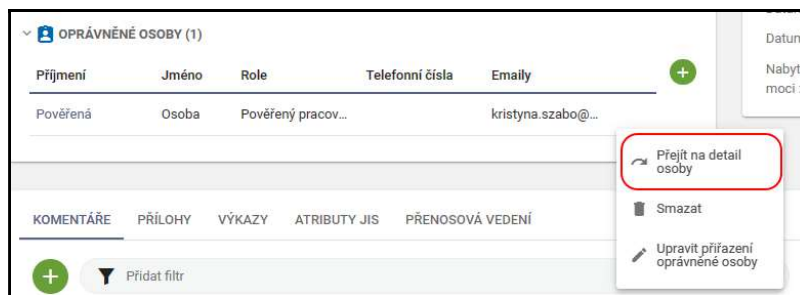 OPRÁVNĚNÉ OSOBY (1)
Příjmení Jméno Role Telefonní čísla Emaily
Pověřená Osoba Pověřený pracov... kristyna.szabo@...
Datum
Nabyt
moci
Přejít na detail
osoby
Smazat
Upravit přiřazení
oprávněné osoby
KOMENTÁŘE PŘÍLOHY VÝKAZY ATRIBUTY JIS PŘENOSOVÁ VEDENÍ
Přidat filtr